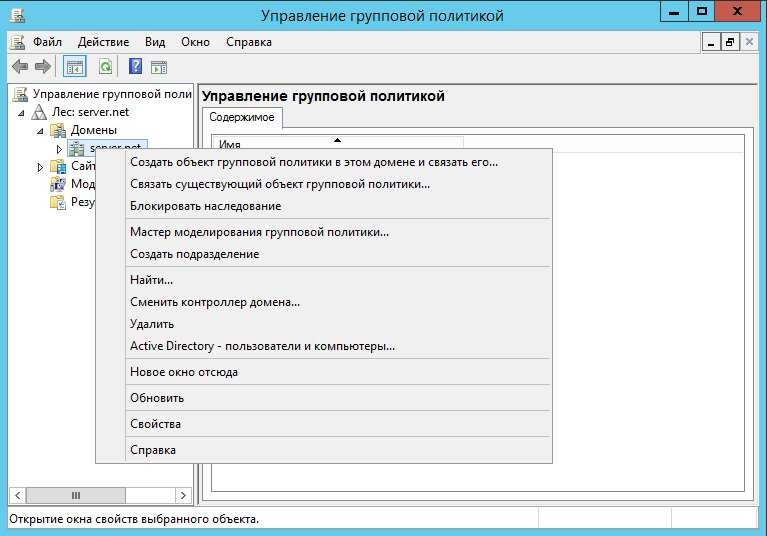 Управление групповой политикой
Файл Действие Вид Окно Справка
Управление групповой поли
Лес: server.net
Домены
server.net
Сайт
Мод
Резу
Управление групповой политикой
Содержимое
Имя
Создать объект групповой политики в этом домене и связать его...
Связать существующий объект групповой политики...
Блокировать наследование
Мастер моделирования групповой политики...
Создать подразделение
Найти...
Сменить контроллер домена...
Удалить
Active Directory - пользователи и компьютеры...
Новое окно отсюда
Обновить
Свойства
Справка
Открытие окна свойств выбранного объекта.